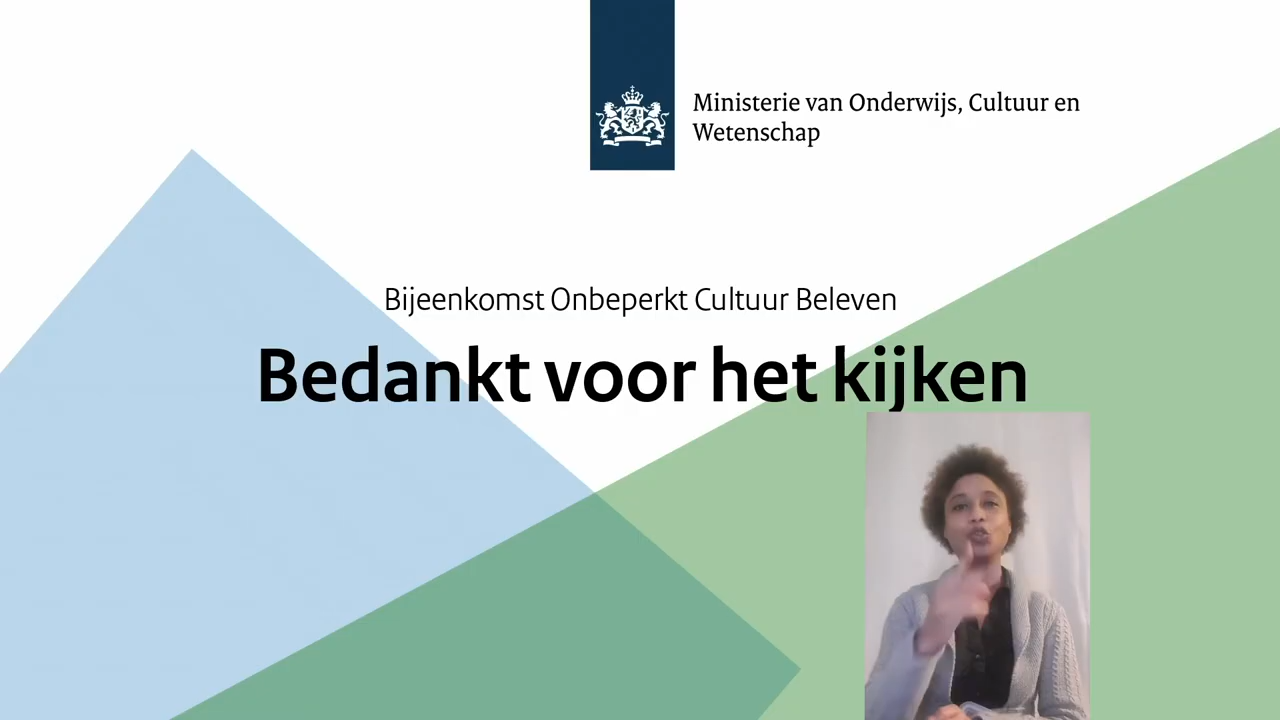 Ministerie van Onderwijs, Cultuur en
Wetenschap
Bijeenkomst Onbeperkt Cultuur Beleven
Bedankt voor het kijken